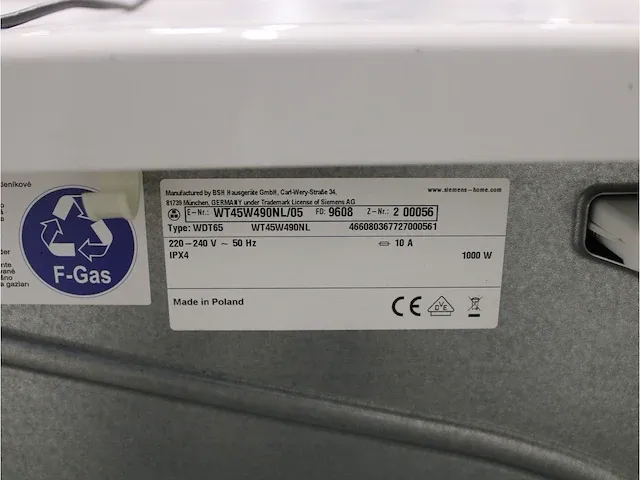 Manufactured by BSH Hausgeräte GmbH, Carl-Wery-Straße 34,
81739 München, GERMANY under Trademark License of Siemens AG
www.siemens-home.com
E-Nr.: WT45W490NL/05 FD: 9608 Z-Nr.: 2 00056
Type: WDT65 WT45W490NL 466080367727000561
220-240 V ~ 50 Hz 10 A
IPX4 1000 W
Made in Poland
CE
VDE
F-Gas